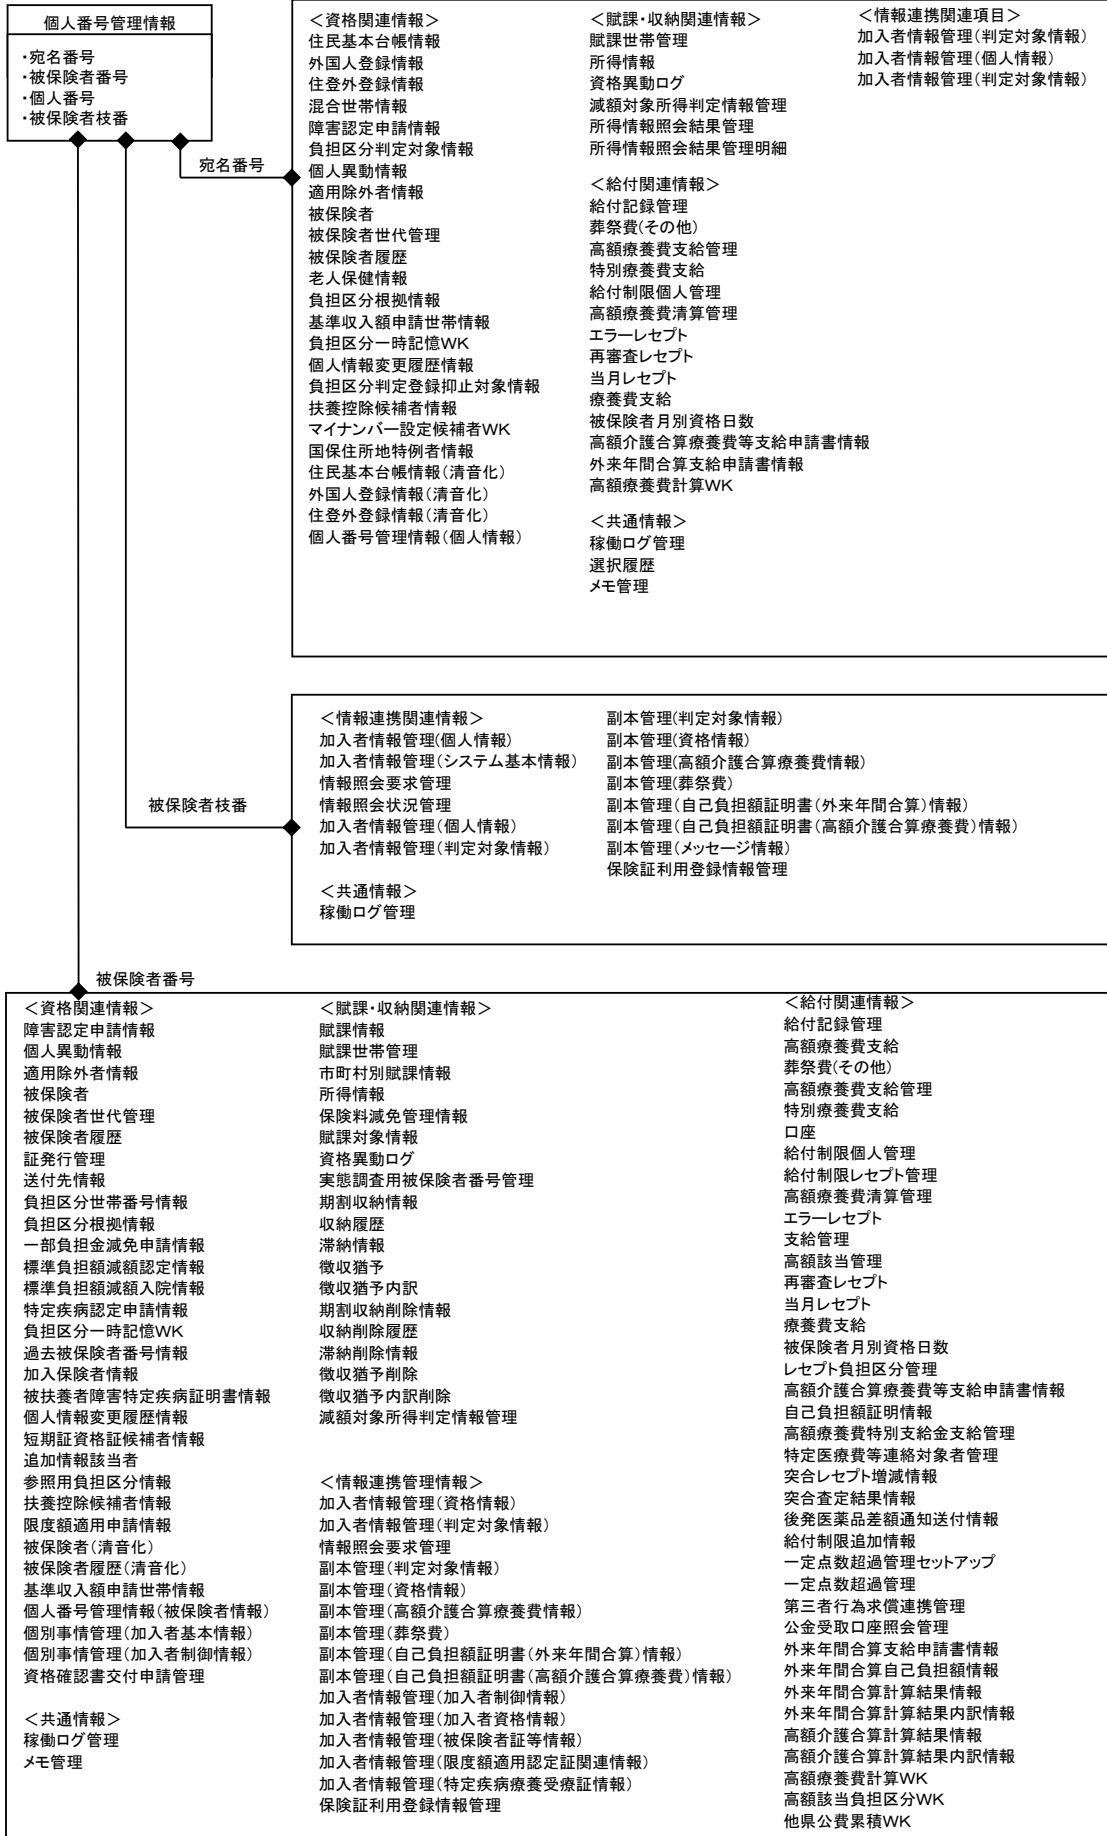 個人番号管理情報
・宛名番号
・被保険者番号
・個人番号
・被保険者枝番
宛名番号
＜資格関連情報＞
住民基本台帳情報
外国人登録情報
住登外登録情報
混合世帯情報
障害認定申請情報
負担区分判定対象情報
個人異動情報
適用除外者情報
被保険者
被保険者世代管理
被保険者履歴
老人保健情報
負担区分根拠情報
基準収入額申請世帯情報
負担区分一時記憶WK
個人情報変更履歴情報
負担区分判定登録抑止対象情報
扶養控除候補者情報
マイナンバー設定候補者WK
国保住所地特例者情報
住民基本台帳情報（清音化）
外国人登録情報（清音化）
住登外登録情報（清音化）
個人番号管理情報（個人情報）
＜賦課・収納関連情報＞
賦課世帯管理
所得情報
資格異動ログ
減額対象所得判定情報管理
所得情報照会結果管理
所得情報照会結果管理明細
＜給付関連情報＞
給付記録管理
葬祭費(その他)
高額療養費支給管理
特別療養費支給
給付制限個人管理
高額療養費清算管理
エラーレセプト
再審査レセプト
当月レセプト
療養費支給
被保険者月別資格日数
高額介護合算療養費等支給申請書情報
外来年間合算支給申請書情報
高額療養費計算WK
＜共通情報＞
稼働ログ管理
選択履歴
メモ管理
＜情報連携関連項目＞
加入者情報管理(判定対象情報)
加入者情報管理(個人情報)
加入者情報管理(判定対象情報)
被保険者枝番
＜情報連携関連情報＞
加入者情報管理(個人情報)
加入者情報管理(システム基本情報)
情報照会要求管理
情報照会状況管理
加入者情報管理(個人情報)
加入者情報管理(判定対象情報)
＜共通情報＞
稼働ログ管理
副本管理(判定対象情報)
副本管理(資格情報)
副本管理(高額介護合算療養費情報)
副本管理(葬祭費)
副本管理(自己負担額証明書(外来年間合算)情報)
副本管理(自己負担額証明書(高額介護合算療養費)情報)
副本管理(メッセージ情報)
保険証利用登録情報管理
被保険者番号
＜資格関連情報＞
障害認定申請情報
個人異動情報
適用除外者情報
被保険者
被保険者世代管理
被保険者履歴
証発行管理
送付先情報
負担区分世帯番号情報
負担区分根拠情報
一部負担金減免申請情報
標準負担額減額認定情報
標準負担額減額入院情報
特定疾病認定申請情報
負担区分一時記憶WK
過去被保険者番号情報
加入保険者情報
被扶養者障害特定疾病証明書情報
個人情報変更履歴情報
短期証資格証候補者情報
追加情報該当者
参照用負担区分情報
扶養控除候補者情報
限度額適用申請情報
被保険者（清音化）
被保険者履歴（清音化）
基準収入額申請世帯情報
個人番号管理情報（被保険者情報）
個別事情管理（加入者基本情報）
個別事情管理（加入者制御情報）
資格確認書交付申請管理
＜共通情報＞
稼働ログ管理
メモ管理
＜賦課・収納関連情報＞
賦課情報
賦課世帯管理
市町村別賦課情報
所得情報
保険料減免管理情報
賦課対象情報
資格異動ログ
実態調査用被保険者番号管理
期割収納情報
収納履歴
滞納情報
徴収猶予
徴収猶予内訳
期割収納削除情報
収納削除履歴
滞納削除情報
徴収猶予削除
徴収猶予内訳削除
減額対象所得判定情報管理
＜情報連携管理情報＞
加入者情報管理（資格情報）
加入者情報管理（判定対象情報）
情報照会要求管理
副本管理（判定対象情報）
副本管理（資格情報）
副本管理（高額介護合算療養費情報）
副本管理（葬祭費）
副本管理（自己負担額証明書（外来年間合算）情報）
副本管理（自己負担額証明書（高額介護合算療養費）情報）
加入者情報管理（加入者制御情報）
加入者情報管理（加入者資格情報）
加入者情報管理（被保険者証等情報）
加入者情報管理（限度額適用認定証関連情報）
加入者情報管理（特定疾病療養受療証情報）
保険証利用登録情報管理
＜給付関連情報＞
給付記録管理
高額療養費支給
葬祭費(その他)
高額療養費支給管理
特別療養費支給
口座
給付制限個人管理
給付制限レセプト管理
高額療養費清算管理
エラーレセプト
支給管理
高額該当管理
再審査レセプト
当月レセプト
療養費支給
被保険者月別資格日数
レセプト負担区分管理
高額介護合算療養費等支給申請書情報
自己負担額証明情報
高額療養費特別支給金支給管理
特定医療費等連絡対象者管理
突合レセプト増減情報
突合査定結果情報
後発医薬品差額通知送付情報
給付制限追加情報
一定点数超過管理セットアップ
一定点数超過管理
第三者行為求償連携管理
公金受取口座照会管理
外来年間合算支給申請書情報
外来年間合算自己負担額情報
外来年間合算計算結果情報
外来年間合算計算結果内訳情報
高額介護合算計算結果情報
高額介護合算計算結果内訳情報
高額療養費計算WK
高額該当負担区分WK
他県公費累積WK